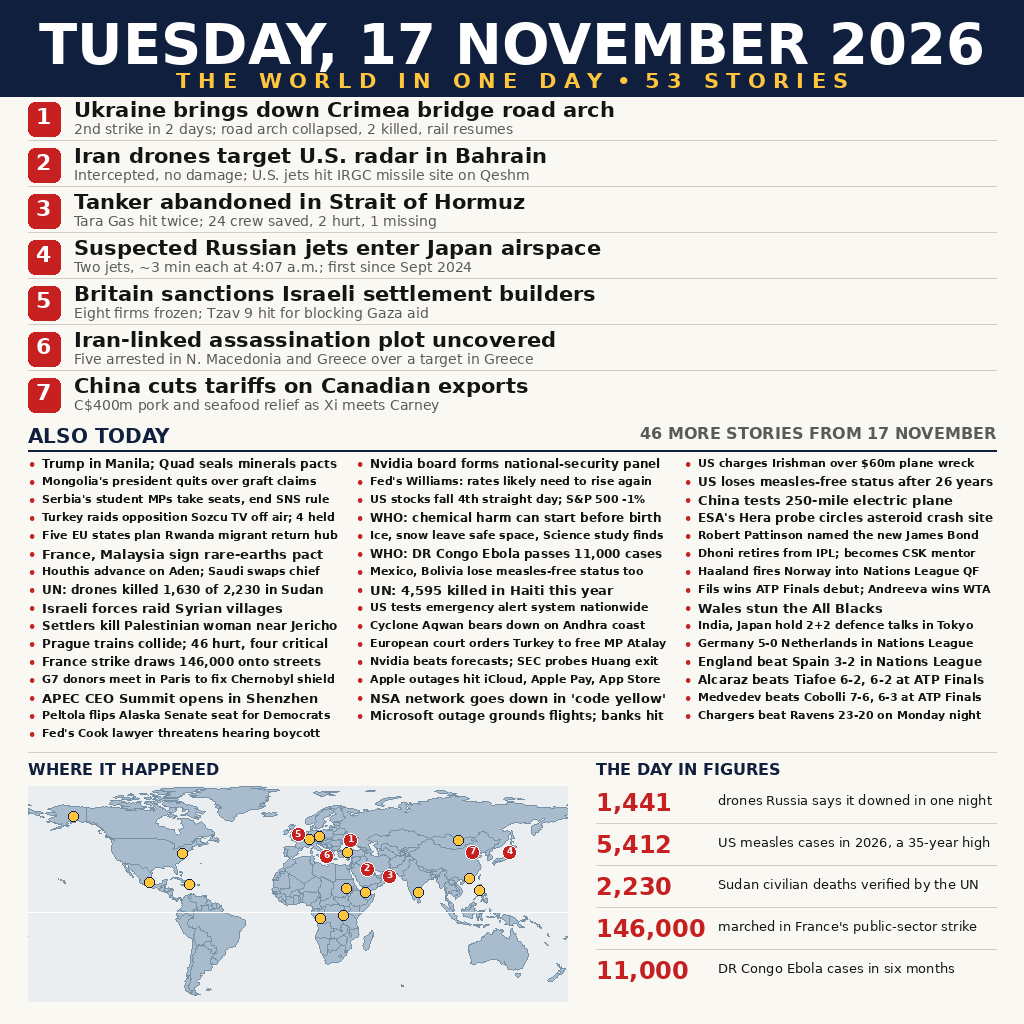 TUESDAY, 17 NOVEMBER 2026
THE WORLD IN ONE DAY • 53 STORIES
1
Ukraine brings down Crimea bridge road arch
2nd strike in 2 days; road arch collapsed, 2 killed, rail resumes
2
Iran drones target U.S. radar in Bahrain
Intercepted, no damage; U.S. jets hit IRGC missile site on Qeshm
3
Tanker abandoned in Strait of Hormuz
Tara Gas hit twice; 24 crew saved, 2 hurt, 1 missing
4
Suspected Russian jets enter Japan airspace
Two jets, ~3 min each at 4:07 a.m.; first since Sept 2024
5
Britain sanctions Israeli settlement builders
Eight firms frozen; Tzav 9 hit for blocking Gaza aid
6
Iran-linked assassination plot uncovered
Five arrested in N. Macedonia and Greece over a target in Greece
7
China cuts tariffs on Canadian exports
C$400m pork and seafood relief as Xi meets Carney
ALSO TODAY
46 MORE STORIES FROM 17 NOVEMBER
• Trump in Manila; Quad seals minerals pacts
• Mongolia's president quits over graft claims
• Serbia's student MPs take seats, end SNS rule
• Turkey raids opposition Sozcu TV off air; 4 held
• Five EU states plan Rwanda migrant return hub
• France, Malaysia sign rare-earths pact
• Houthis advance on Aden; Saudi swaps chief
• UN: drones killed 1,630 of 2,230 in Sudan
• Israeli forces raid Syrian villages
• Settlers kill Palestinian woman near Jericho
• Prague trains collide; 46 hurt, four critical
• France strike draws 146,000 onto streets
• G7 donors meet in Paris to fix Chernobyl shield
• APEC CEO Summit opens in Shenzhen
• Peltola flips Alaska Senate seat for Democrats
• Fed's Cook lawyer threatens hearing boycott
• Nvidia board forms national-security panel
• Fed's Williams: rates likely need to rise again
• US stocks fall 4th straight day; S&P 500 -1%
• WHO: chemical harm can start before birth
• Ice, snow leave safe space, Science study finds
• WHO: DR Congo Ebola passes 11,000 cases
• Mexico, Bolivia lose measles-free status too
• UN: 4,595 killed in Haiti this year
• US tests emergency alert system nationwide
• Cyclone Aqwan bears down on Andhra coast
• European court orders Turkey to free MP Atalay
• Nvidia beats forecasts; SEC probes Huang exit
• Apple outages hit iCloud, Apple Pay, App Store
• NSA network goes down in 'code yellow'
• Microsoft outage grounds flights; banks hit
• US charges Irishman over $60m plane wreck
• US loses measles-free status after 26 years
• China tests 250-mile electric plane
• ESA's Hera probe circles asteroid crash site
• Robert Pattinson named the new James Bond
• Dhoni retires from IPL; becomes CSK mentor
• Haaland fires Norway into Nations League QF
• Fils wins ATP Finals debut; Andreeva wins WTA
• Wales stun the All Blacks
• India, Japan hold 2+2 defence talks in Tokyo
• Germany 5-0 Netherlands in Nations League
• England beat Spain 3-2 in Nations League
• Alcaraz beats Tiafoe 6-2, 6-2 at ATP Finals
• Medvedev beats Cobolli 7-6, 6-3 at ATP Finals
• Chargers beat Ravens 23-20 on Monday night
WHERE IT HAPPENED
5
1
6
2
3
7
4
THE DAY IN FIGURES
1,441 drones Russia says it downed in one night
5,412 US measles cases in 2026, a 35-year high
2,230 Sudan civilian deaths verified by the UN
146,000 marched in France's public-sector strike
11,000 DR Congo Ebola cases in six months